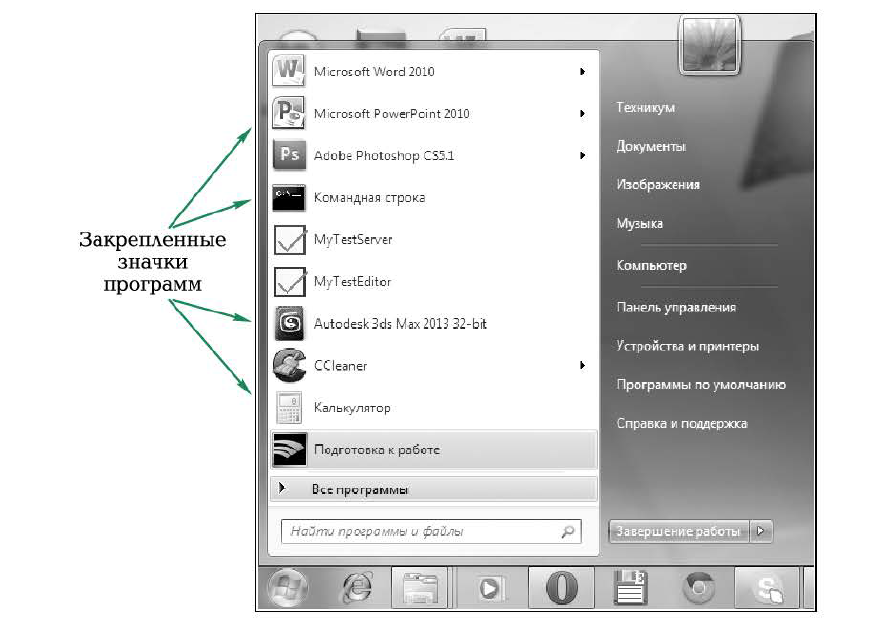 Закрепленные
значки
программ
Microsoft Word 2010
Microsoft PowerPoint 2010
Adobe Photoshop CS5.1
Командная строка
MyTestServer
MyTestEditor
Autodesk 3ds Max 2013 32-bit
CCleaner
Калькулятор
Подготовка к работе
Все программы
Найти программы и файлы
Техникум
Документы
Изображения
Музыка
Компьютер
Панель управления
Устройства и принтеры
Программы по умолчанию
Справка и поддержка
Завершение работы